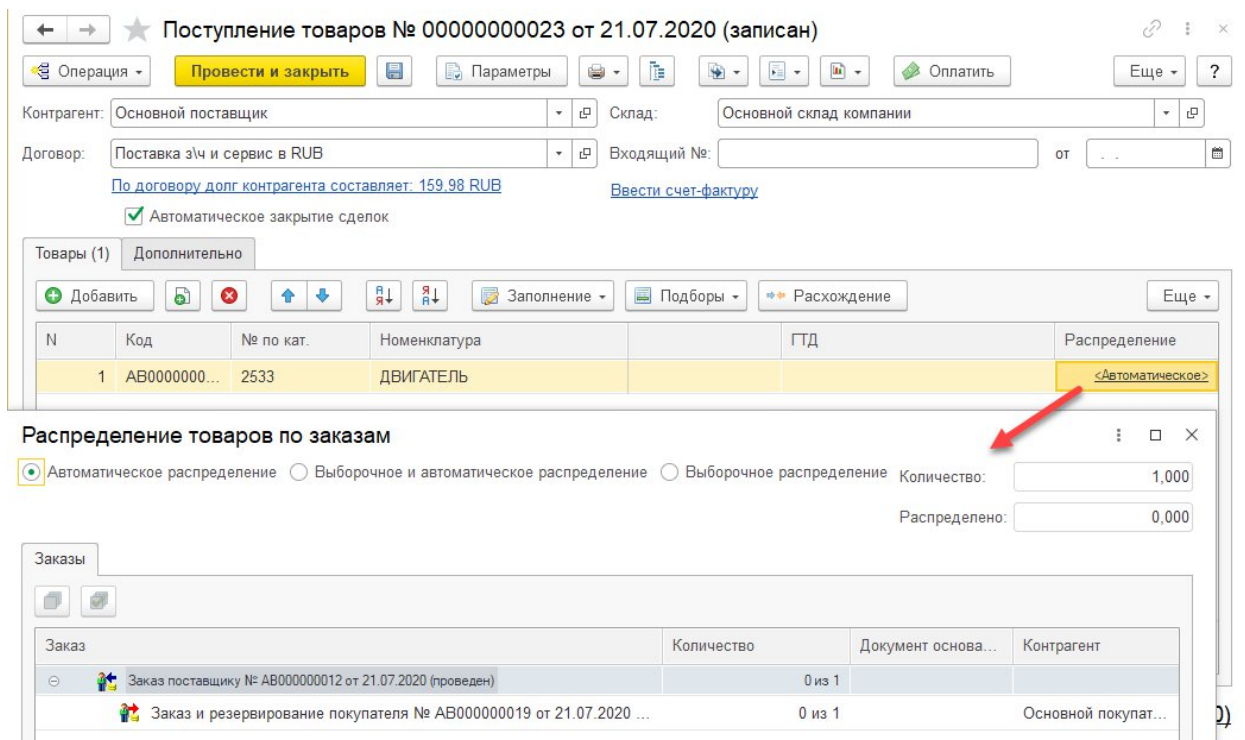 Поступление товаров № 00000000023 от 21.07.2020 (записан)
Операция Провести и закрыть Параметры Оплатить Еще ?
Контрагент: Основной поставщик Склад: Основной склад компании
Договор: Поставка з\ч и сервис в RUB Входящий №: от . .
По договору долг контрагента составляет: 159,98 RUB Ввести счет-фактуру
Автоматическое закрытие сделок
Товары (1) Дополнительно
Добавить Заполнение Подборы Расхождение Еще
N Код № по кат. Номенклатура ГТД Распределение
1 АВ0000000... 2533 ДВИГАТЕЛЬ <Автоматическое>
Распределение товаров по заказам
Автоматическое распределение Выборочное и автоматическое распределение Выборочное распределение Количество: 1,000
Распределено: 0,000
Заказы
Заказ Количество Документ основа... Контрагент
Заказ поставщику № АВ000000012 от 21.07.2020 (проведен) 0 из 1
Заказ и резервирование покупателя № АВ000000019 от 21.07.2020 ... 0 из 1 Основной покупат...